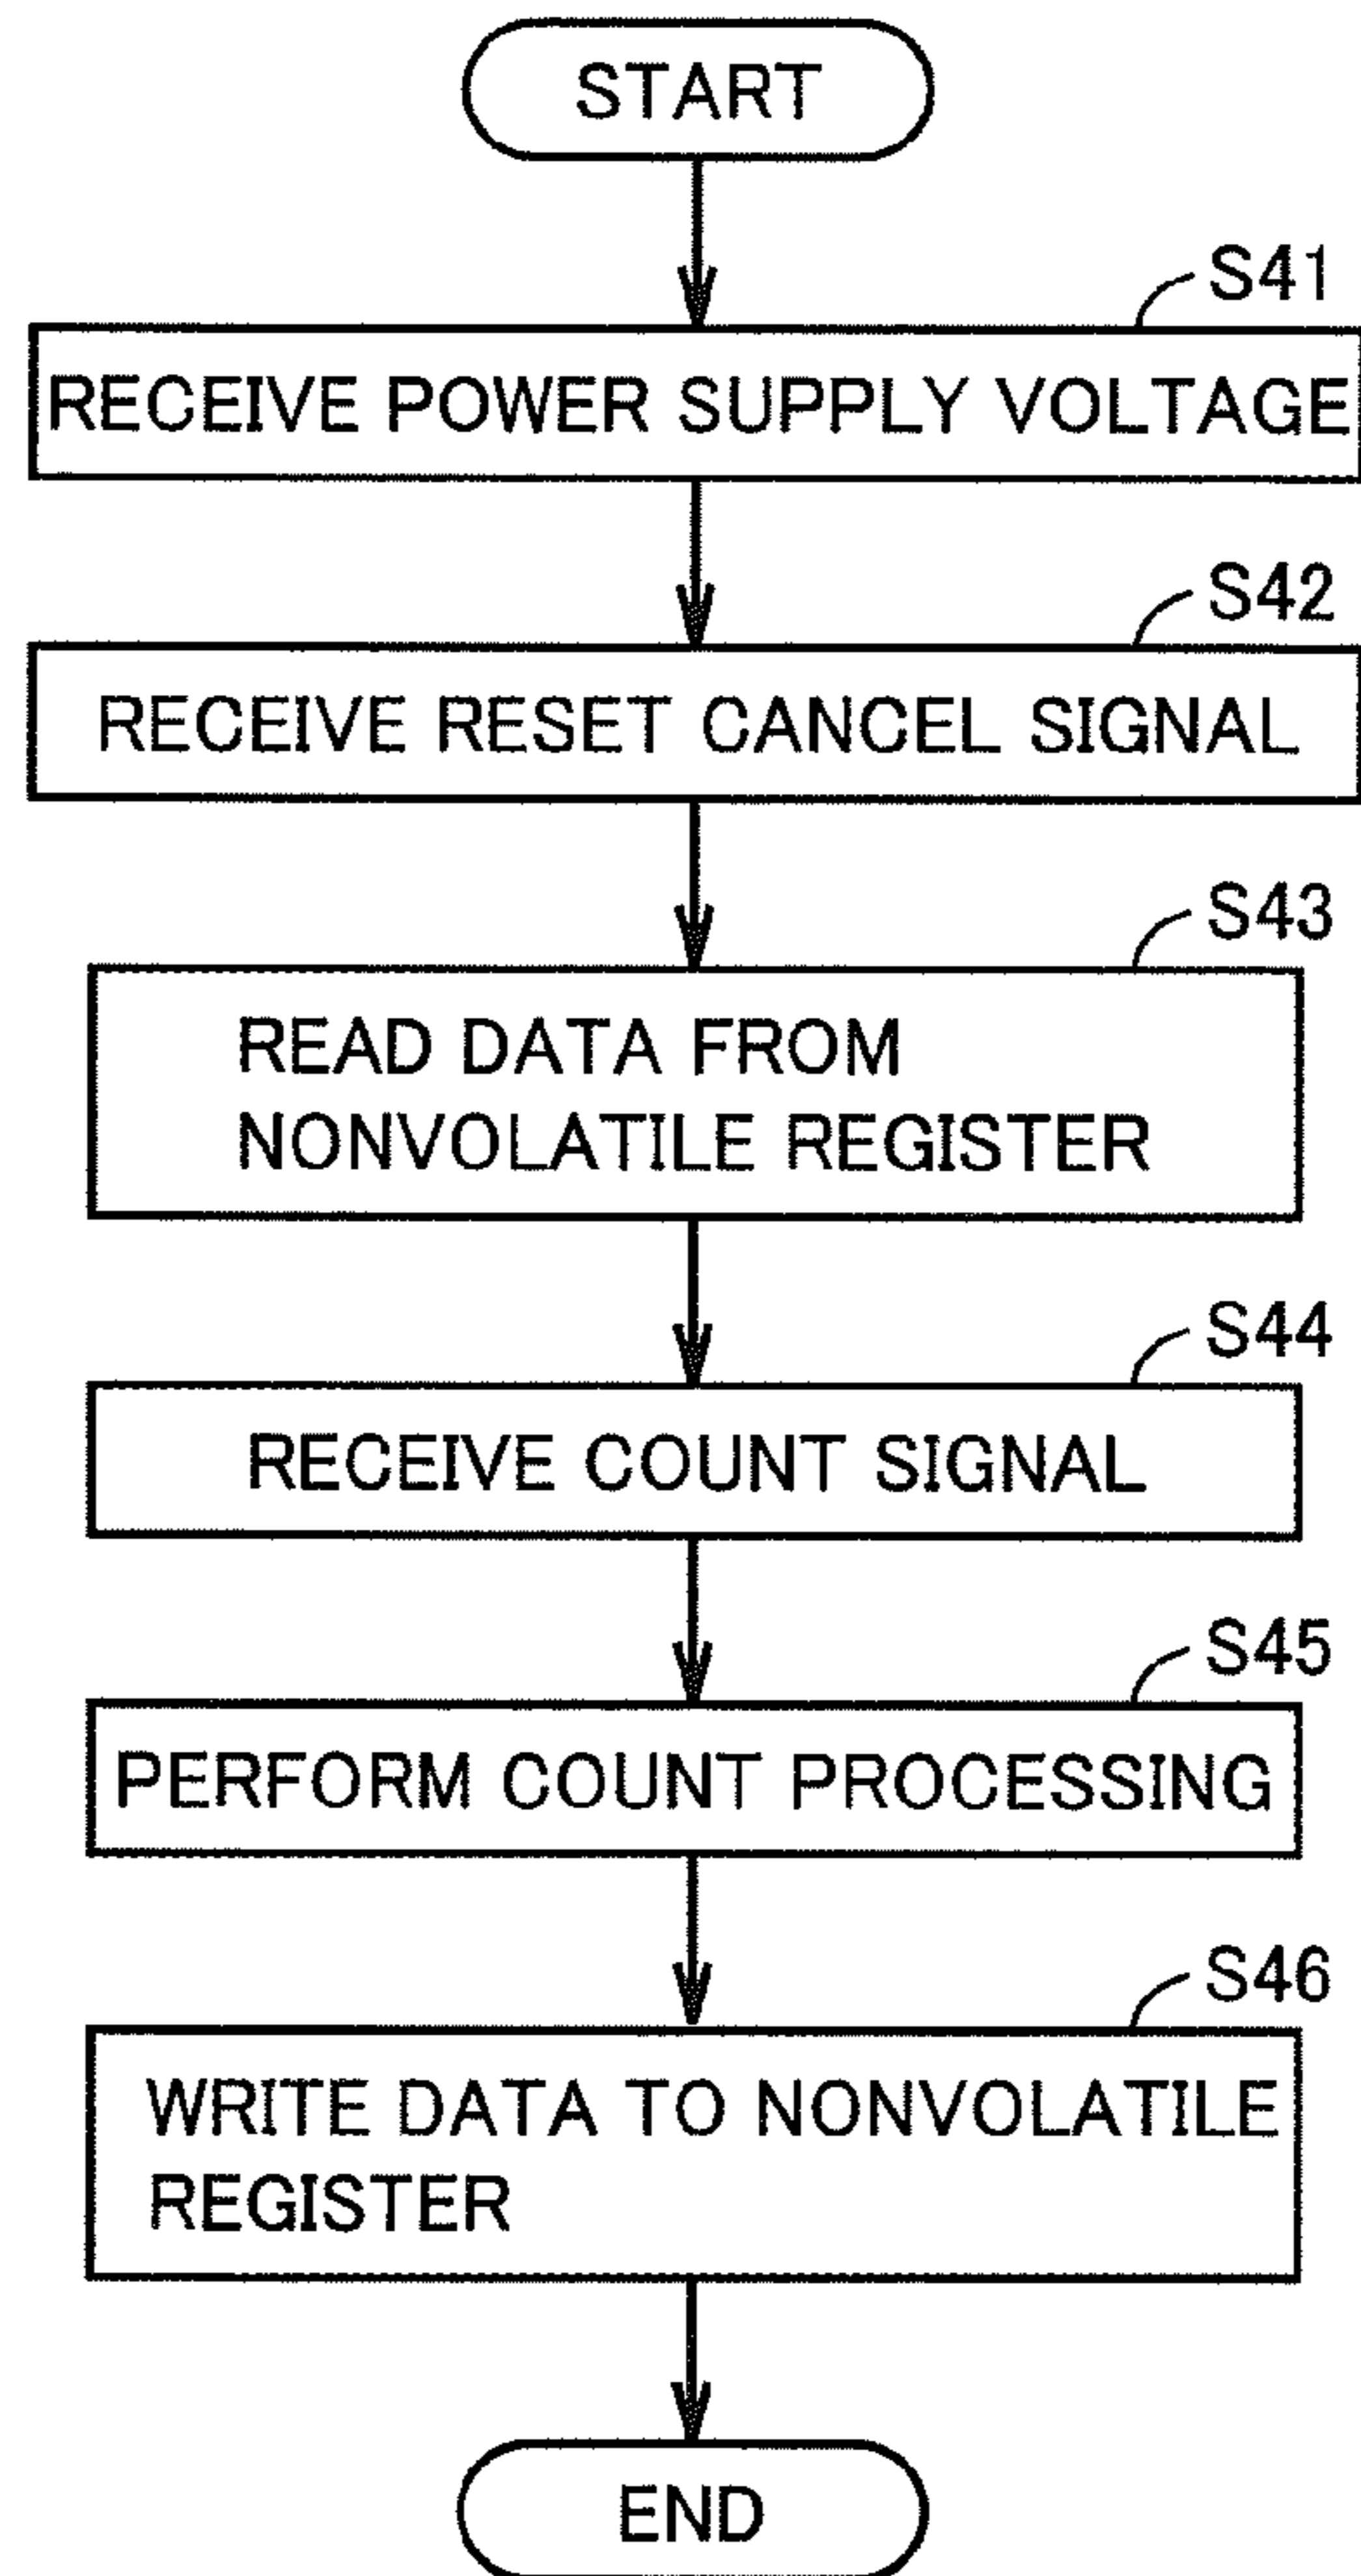 START
S41
RECEIVE POWER SUPPLY VOLTAGE
S42
RECEIVE RESET CANCEL SIGNAL
S43
READ DATA FROM
NONVOLATILE REGISTER
S44
RECEIVE COUNT SIGNAL
S45
PERFORM COUNT PROCESSING
S46
WRITE DATA TO NONVOLATILE
REGISTER
END